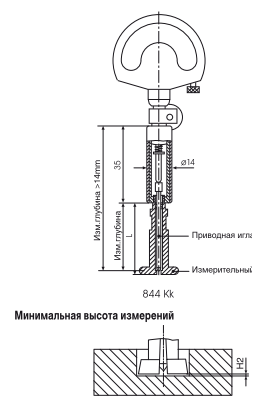 Изм.глубина >14mm
35
ø14
Изм.глубина
L
Приводная игла
Измерительный
844 Kk
Минимальная высота измерений
H2